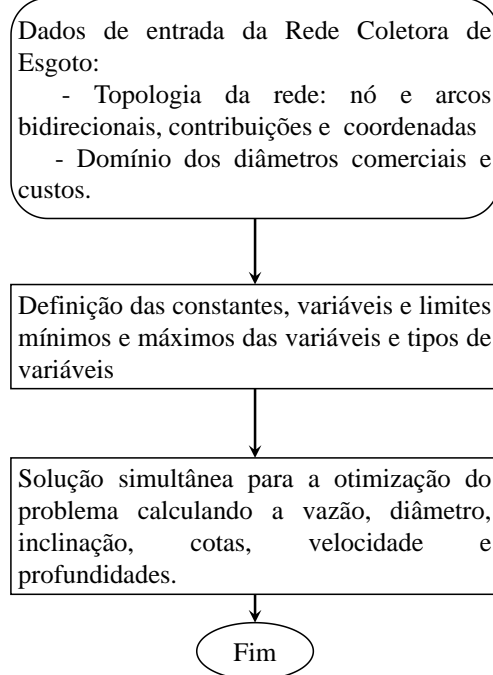 Dados de entrada da Rede Coletora de
Esgoto:
- Topologia da rede: nó e arcos
bidirecionais, contribuições e coordenadas
- Domínio dos diâmetros comerciais e
custos.
Definição das constantes, variáveis e limites
mínimos e máximos das variáveis e tipos de
variáveis
Solução simultânea para a otimização do
problema calculando a vazão, diâmetro,
inclinação, cotas, velocidade e
profundidades.
Fim